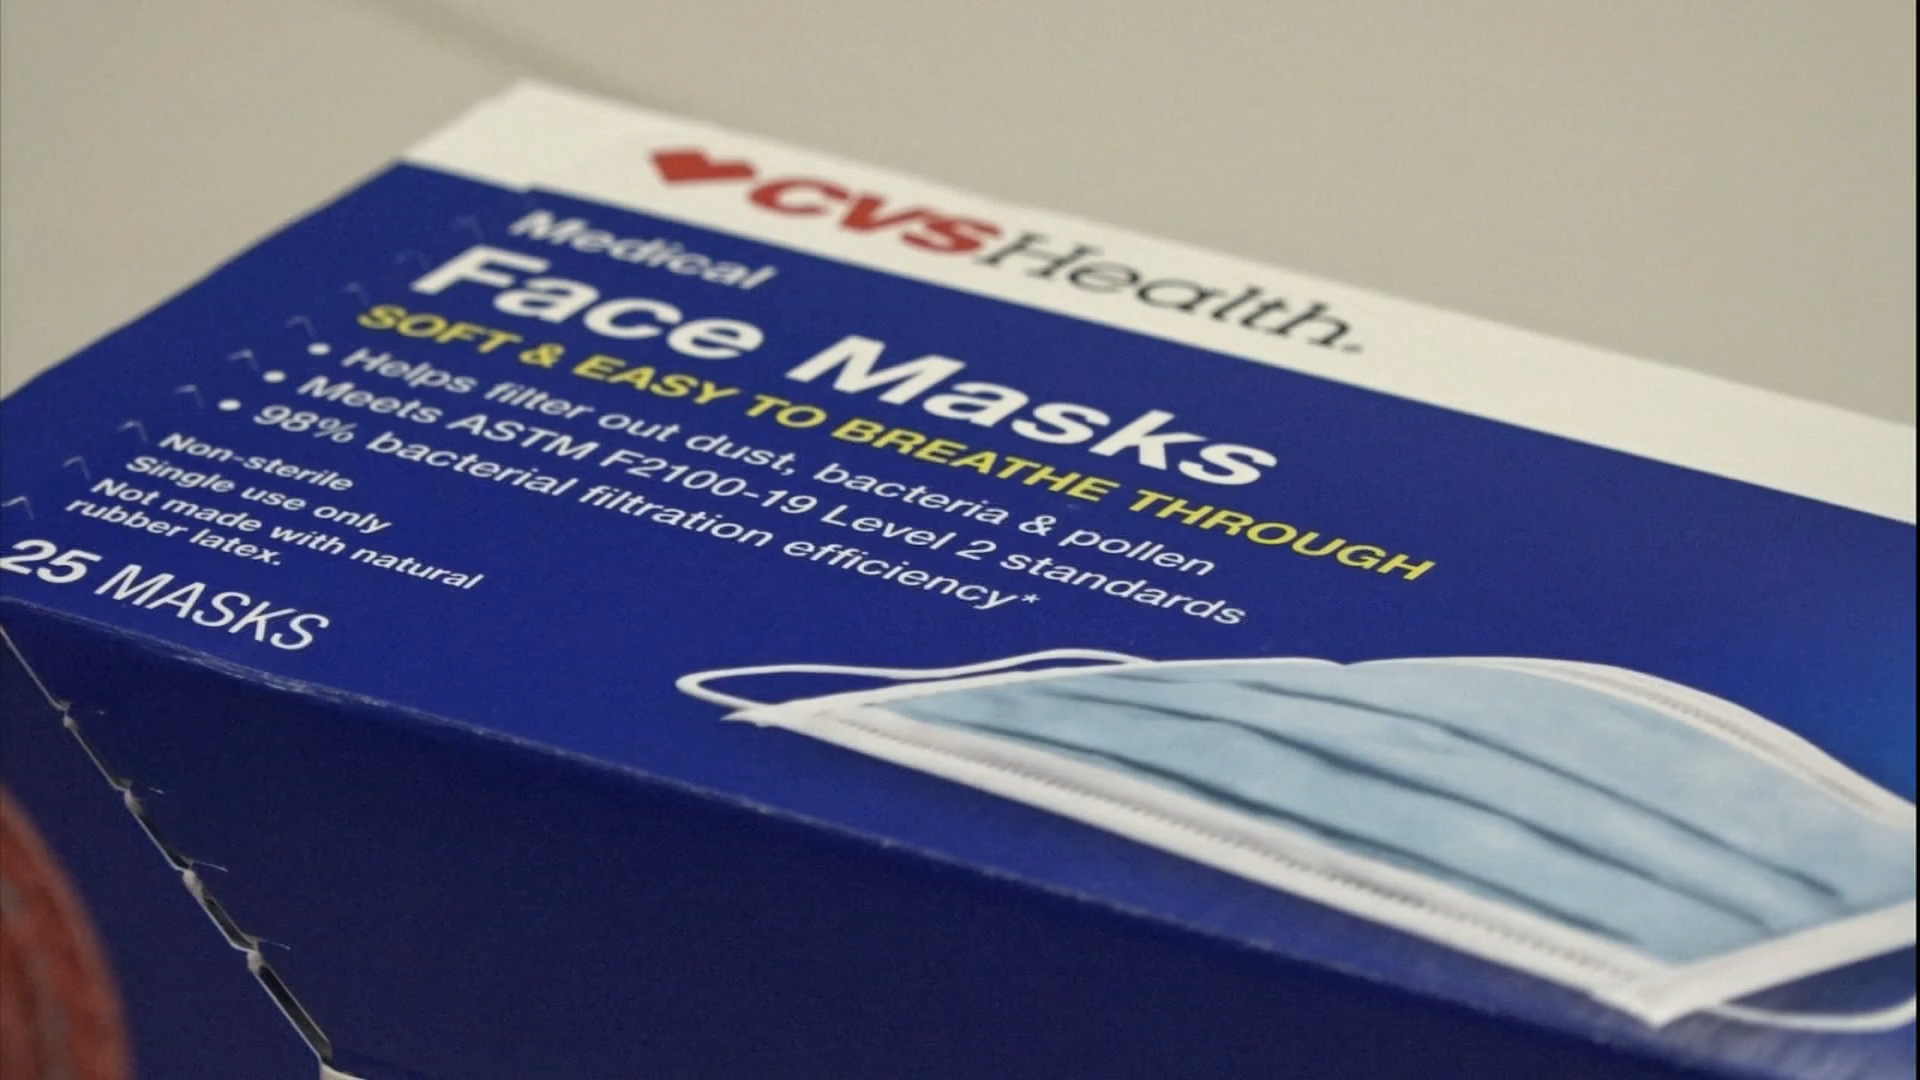 CVSHealth.
Medical
Face Masks
SOFT & EASY TO BREATHE THROUGH
• Helps filter out dust, bacteria & pollen
• Meets ASTM F2100-19 Level 2 standards
• 98% bacterial filtration efficiency*
Non-sterile
Single use only
Not made with natural
rubber latex.
25 MASKS